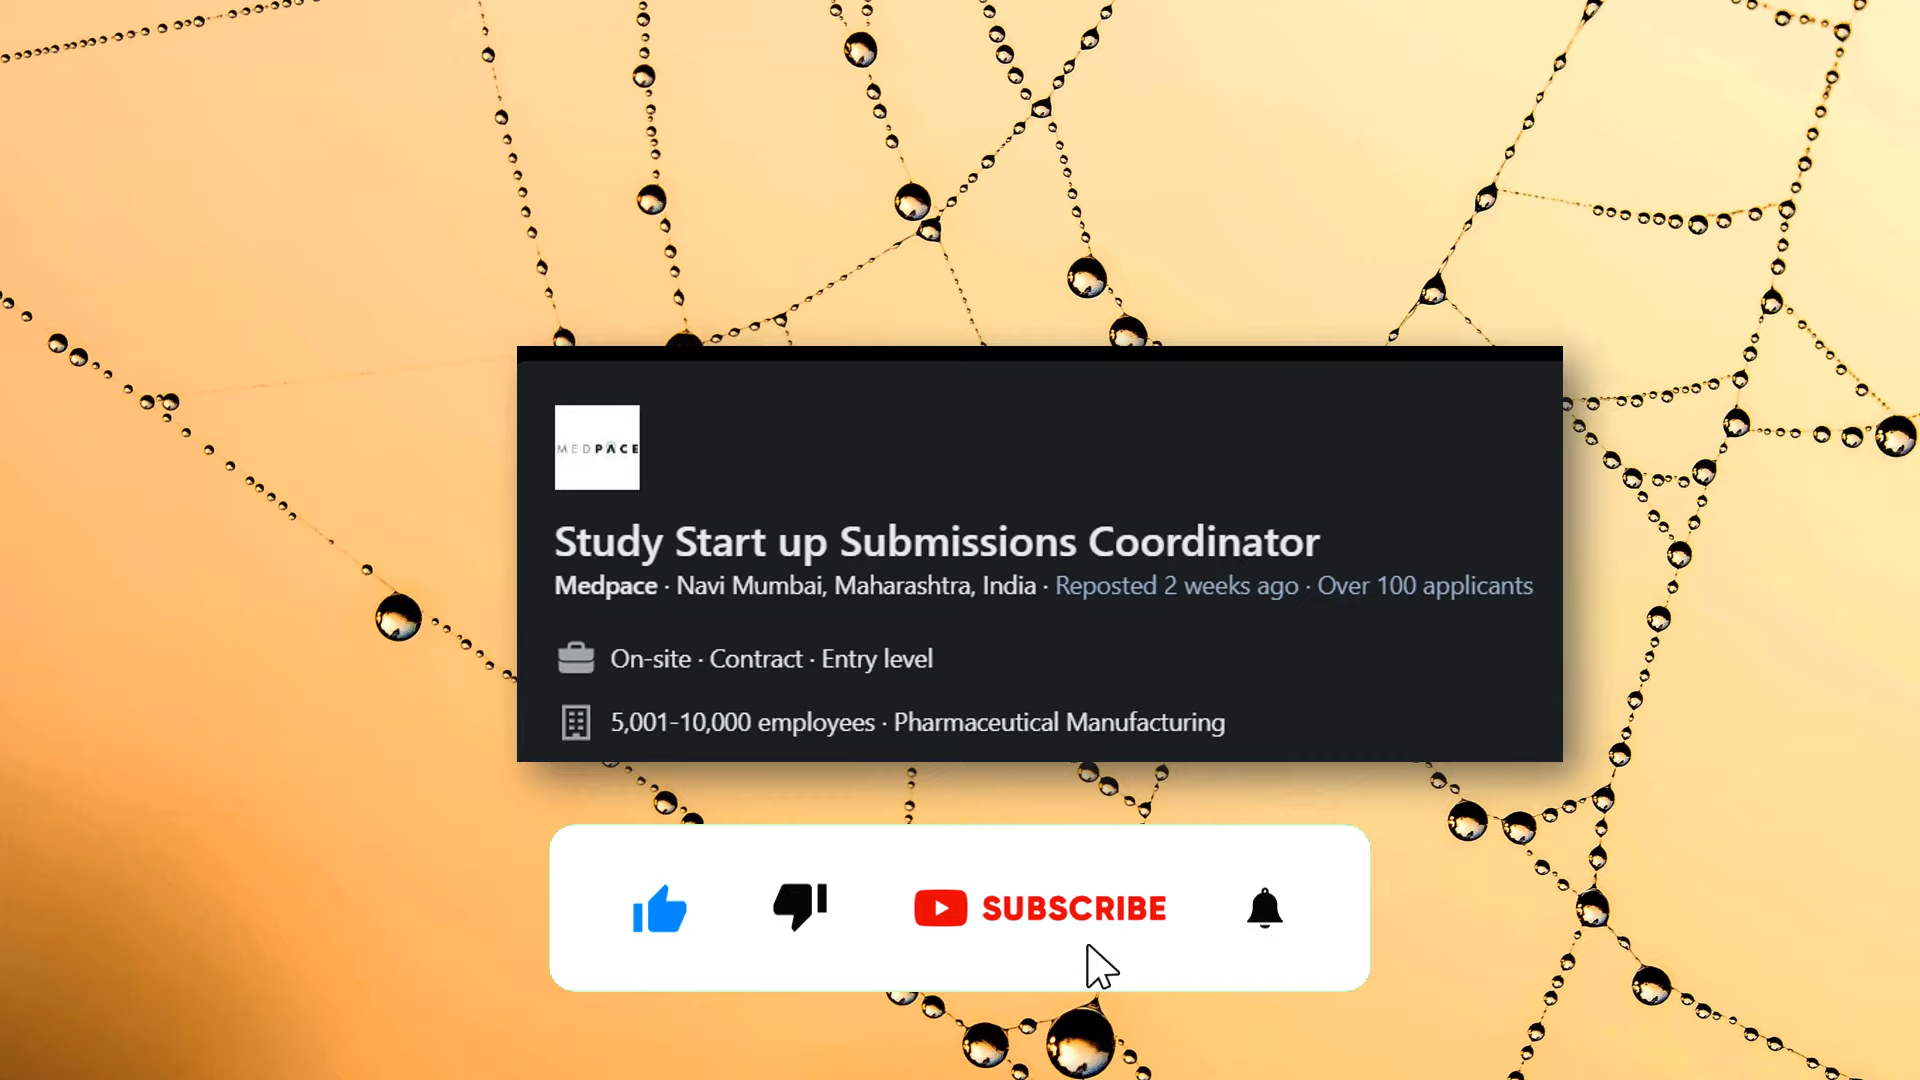 MEDPACE
Study Start up Submissions Coordinator
Medpace · Navi Mumbai, Maharashtra, India · Reposted 2 weeks ago · Over 100 applicants
On-site · Contract · Entry level
5,001-10,000 employees · Pharmaceutical Manufacturing
SUBSCRIBE